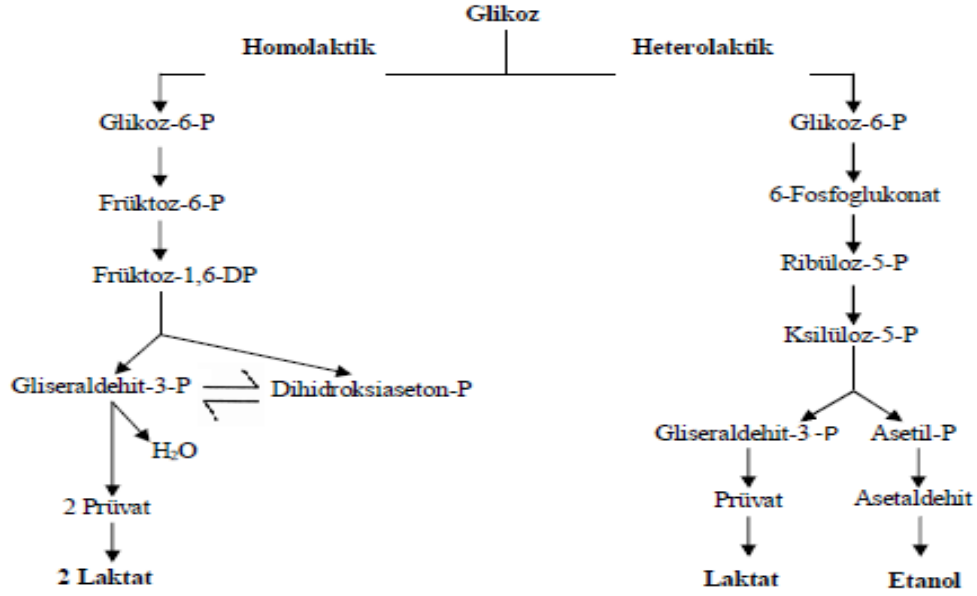 Glikoz
Homolaktik
Heterolaktik
Glikoz-6-P
Glikoz-6-P
Früktoz-6-P
6-Fosfoglukonat
Früktoz-1,6-DP
Ribüloz-5-P
Ksilüloz-5-P
Gliseraldehit-3-P
Dihidroksiaseton-P
Gliseraldehit-3-P
Asetil-P
H₂O
2 Prüvat
Prüvat
Asetaldehit
2 Laktat
Laktat
Etanol